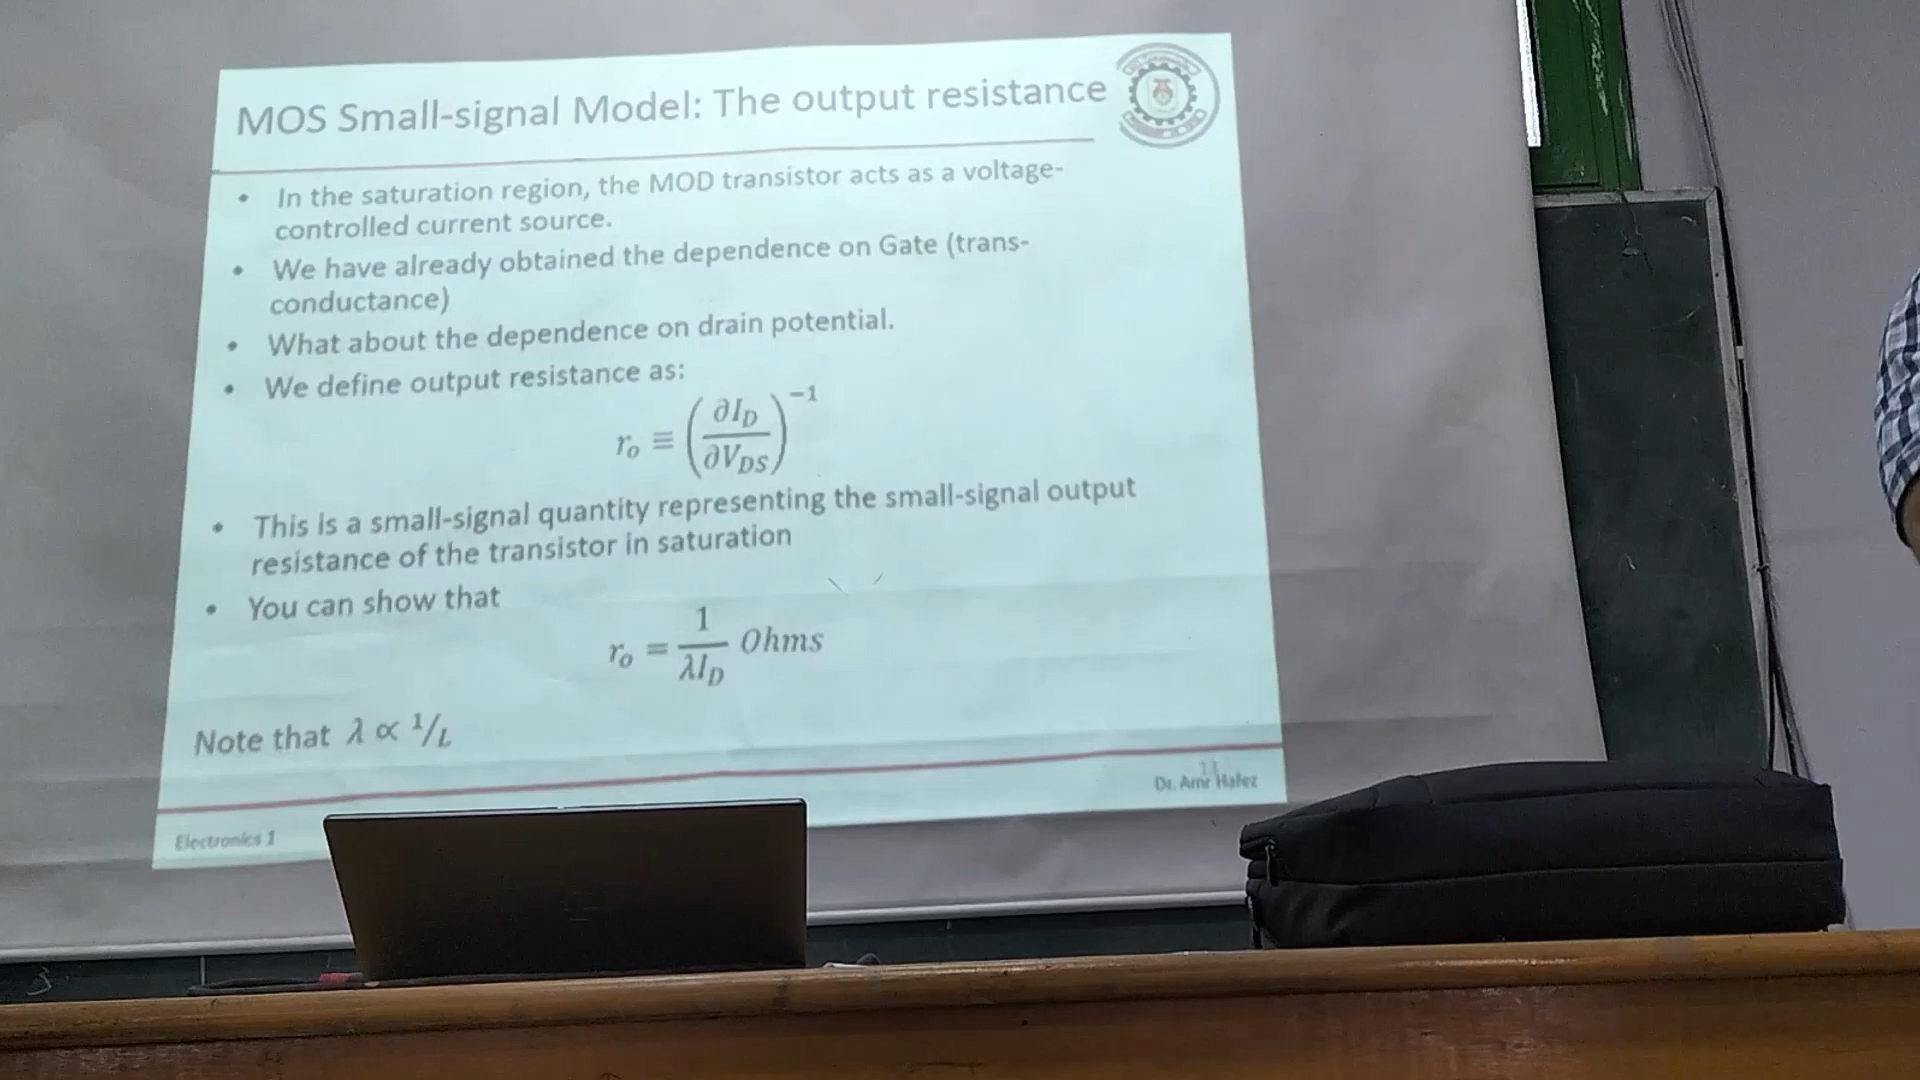 MOS Small-signal Model: The output resistance
• In the saturation region, the MOD transistor acts as a voltage-
controlled current source.
• We have already obtained the dependence on Gate (trans-
conductance)
• What about the dependence on drain potential.
• We define output resistance as:
r_o ≡ (∂I_D / ∂V_DS)^−1
• This is a small-signal quantity representing the small-signal output
resistance of the transistor in saturation
• You can show that
r_o = 1 / λI_D Ohms
Note that λ ∝ 1/L
Dr. Amr Hafez
Electronics 1